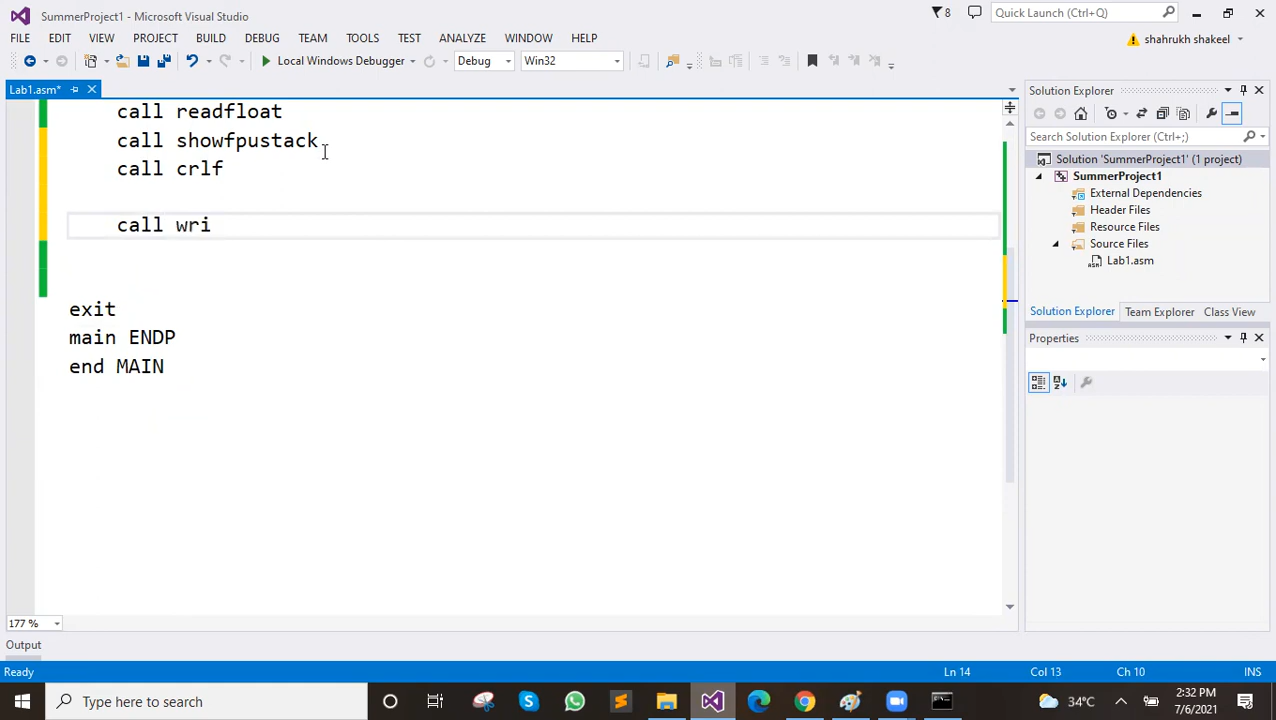 SummerProject1 - Microsoft Visual Studio
8
Quick Launch (Ctrl+Q)
FILE EDIT VIEW PROJECT BUILD DEBUG TEAM TOOLS TEST ANALYZE WINDOW HELP
shahrukh shakeel
Local Windows Debugger Debug Win32
Lab1.asm*
call readfloat
call showfpustack
call crlf
call wri
exit
main ENDP
end MAIN
177 %
Solution Explorer
Search Solution Explorer (Ctrl+;)
Solution 'SummerProject1' (1 project)
SummerProject1
External Dependencies
Header Files
Resource Files
Source Files
Lab1.asm
Solution Explorer Team Explorer Class View
Properties
Output
Ready Ln 14 Col 13 Ch 10 INS
Type here to search
34°C
2:32 PM
7/6/2021